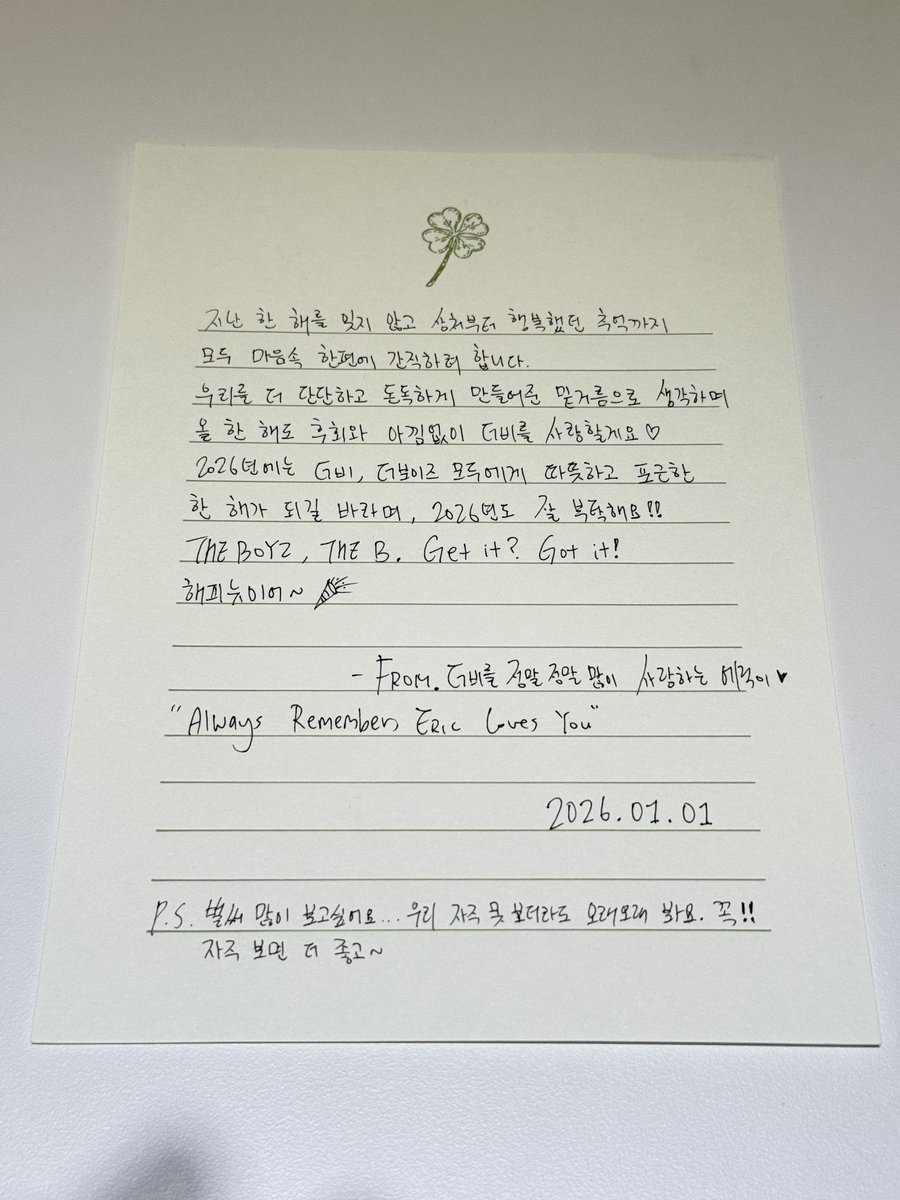 지난 한 해를 잊지 않고 상처부터 행복했던 추억까지
모두 마음속 한편에 간직하려 합니다.
우리를 더 단단하고 돈독하게 만들어준 밑거름으로 생각하며
올 한 해도 후회와 아낌없이 더비를 사랑할게요♡
2026년에는 더비, 더보이즈 모두에게 따뜻하고 포근한
한 해가 되길 바라며, 2026년도 잘 부탁해요!!
THE BOYZ, THE B. Get it? Got it!
해피뉴이어~
- FROM. 더비를 정말 정말 많이 사랑하는 에릭이♥
"Always Remember, ERIC Loves You"
2026.01.01
P.S. 벌써 많이 보고싶어요... 우리 자주 못 보더라도 오래오래 봐요. 꼭!!
자주 보면 더 좋고~